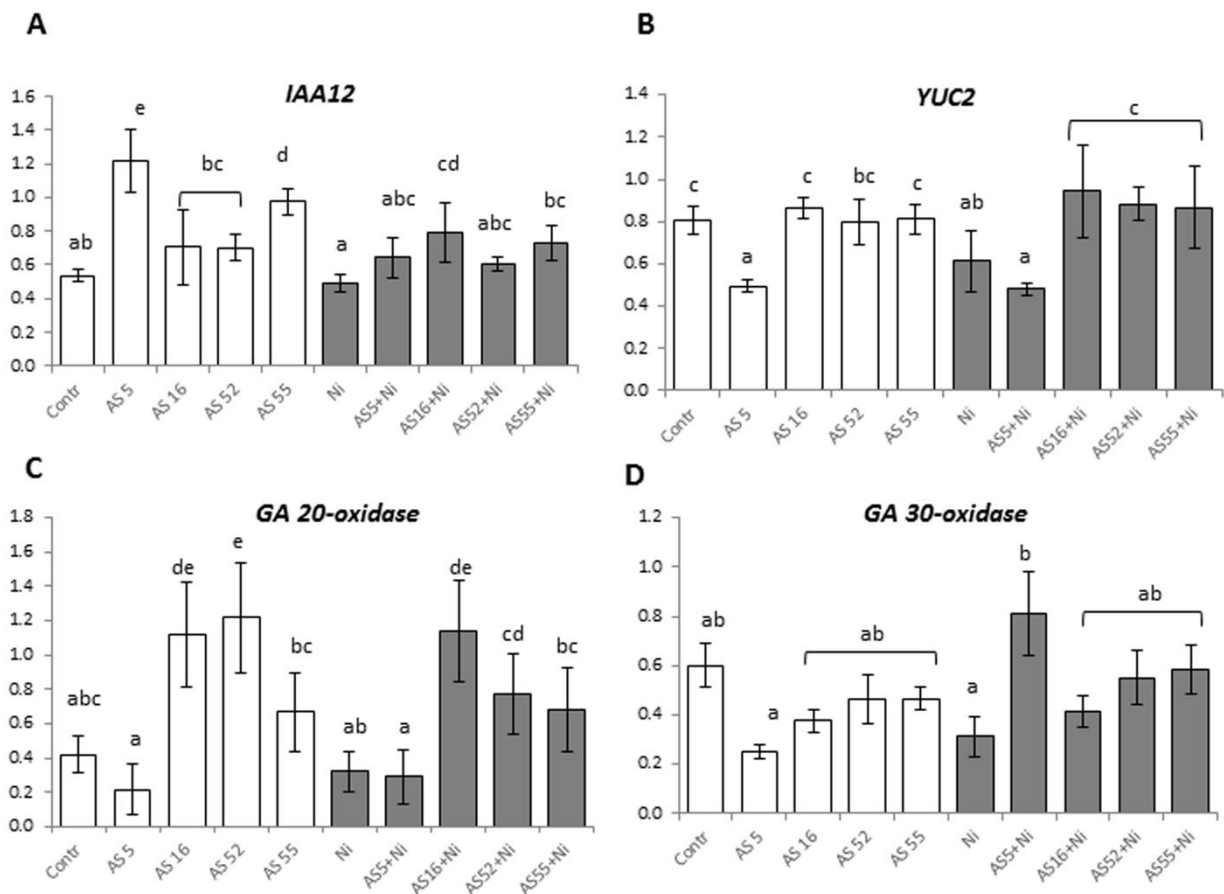 A
IAA12
1.6
1.4
1.2
1.0
0.8
0.6
0.4
0.2
0.0
ab
e
bc
d
a
abc
cd
abc
bc
Contr
AS 5
AS 16
AS 52
AS 55
Ni
AS5+Ni
AS16+Ni
AS52+Ni
AS55+Ni
B
YUC2
1.4
1.2
1.0
0.8
0.6
0.4
0.2
0.0
c
a
c
bc
c
ab
a
c
Contr
AS 5
AS 16
AS 52
AS 55
Ni
AS5+Ni
AS16+Ni
AS52+Ni
AS55+Ni
C
GA 20-oxidase
1.8
1.6
1.4
1.2
1.0
0.8
0.6
0.4
0.2
0.0
abc
a
de
e
bc
ab
a
de
cd
bc
Contr
AS 5
AS 16
AS 52
AS 55
Ni
AS5+Ni
AS16+Ni
AS52+Ni
AS55+Ni
D
GA 30-oxidase
1.2
1.0
0.8
0.6
0.4
0.2
0.0
ab
a
ab
a
b
ab
Contr
AS 5
AS 16
AS 52
AS 55
Ni
AS5+Ni
AS16+Ni
AS52+Ni
AS55+Ni